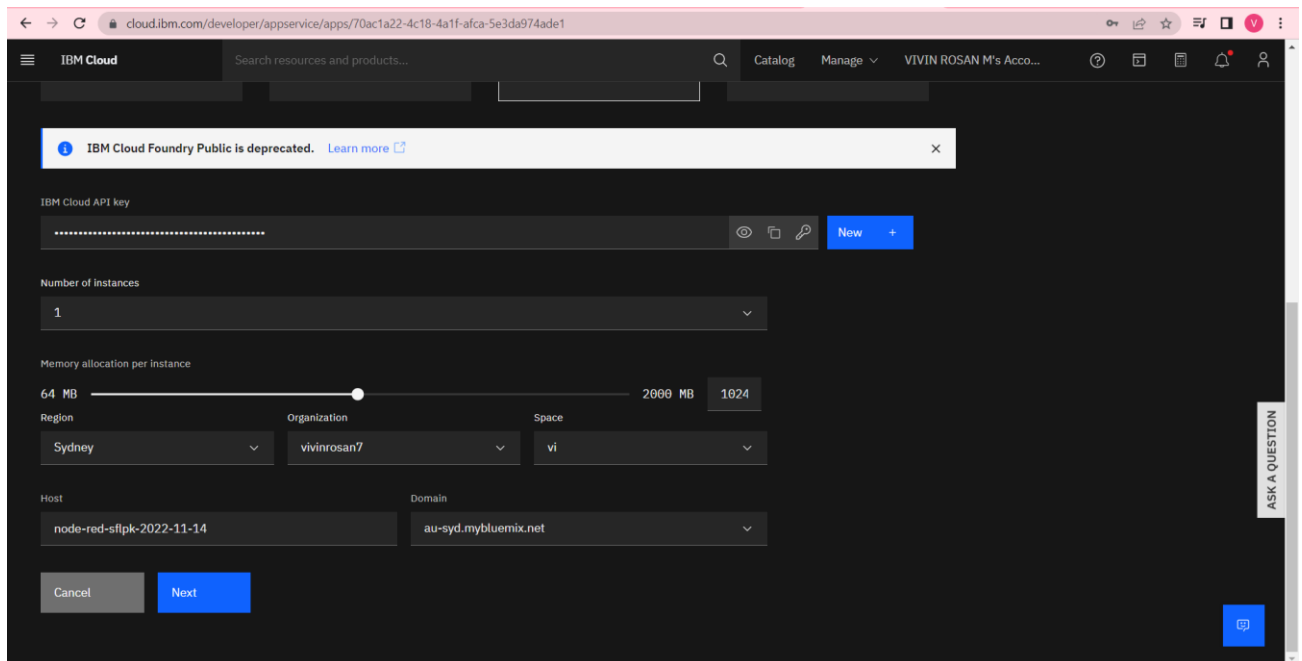 cloud.ibm.com/developer/appservice/apps/70ac1a22-4c18-4a1f-afca-5e3da974ade1
V
IBM Cloud
Search resources and products...
Catalog
Manage
VIVIN ROSAN M's Acco...
IBM Cloud Foundry Public is deprecated. Learn more
IBM Cloud API key
New +
Number of instances
1
Memory allocation per instance
64 MB
2000 MB
1024
Region
Organization
Space
Sydney
vivinrosan7
vi
Host
Domain
node-red-sflpk-2022-11-14
au-syd.mybluemix.net
Cancel
Next
ASK A QUESTION